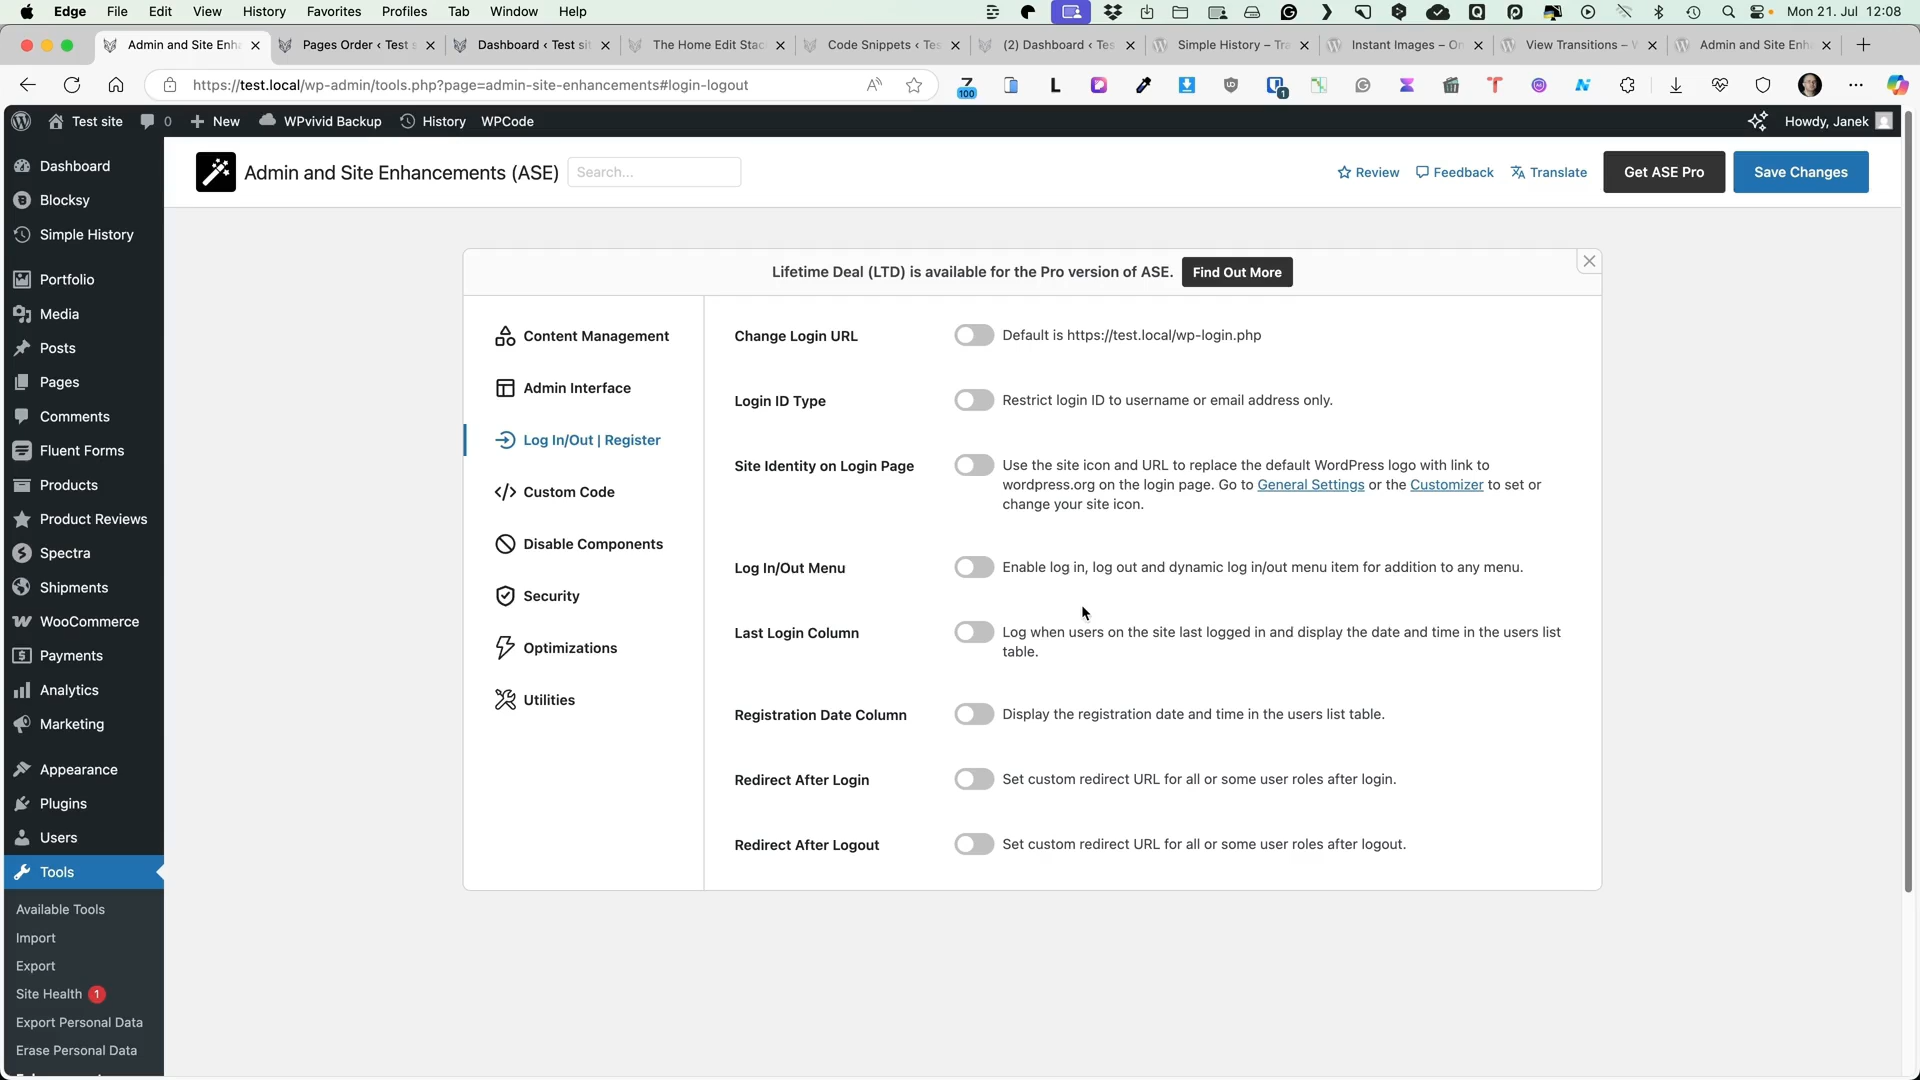 Edge File Edit View History Favorites Profiles Tab Window Help Mon 21. Jul 12:08
Admin and Site Enha Pages Order ‹ Test s Dashboard ‹ Test sit The Home Edit Stac Code Snippets ‹ Tes (2) Dashboard ‹ Tes Simple History – Tra Instant Images – On View Transitions – W Admin and Site Enh
https://test.local/wp-admin/tools.php?page=admin-site-enhancements#login-logout 100 1
Test site 0 New WPvivid Backup History WPCode Howdy, Janek
Dashboard
Blocksy
Simple History
Portfolio
Media
Posts
Pages
Comments
Fluent Forms
Products
Product Reviews
Spectra
Shipments
WooCommerce
Payments
Analytics
Marketing
Appearance
Plugins
Users
Tools
Available Tools
Import
Export
Site Health 1
Export Personal Data
Erase Personal Data
Admin and Site Enhancements (ASE) Search... Review Feedback Translate Get ASE Pro Save Changes
Lifetime Deal (LTD) is available for the Pro version of ASE. Find Out More
Content Management
Admin Interface
Log In/Out | Register
Custom Code
Disable Components
Security
Optimizations
Utilities
Change Login URL Default is https://test.local/wp-login.php
Login ID Type Restrict login ID to username or email address only.
Site Identity on Login Page Use the site icon and URL to replace the default WordPress logo with link to
wordpress.org on the login page. Go to General Settings or the Customizer to set or
change your site icon.
Log In/Out Menu Enable log in, log out and dynamic log in/out menu item for addition to any menu.
Last Login Column Log when users on the site last logged in and display the date and time in the users list
table.
Registration Date Column Display the registration date and time in the users list table.
Redirect After Login Set custom redirect URL for all or some user roles after login.
Redirect After Logout Set custom redirect URL for all or some user roles after logout.